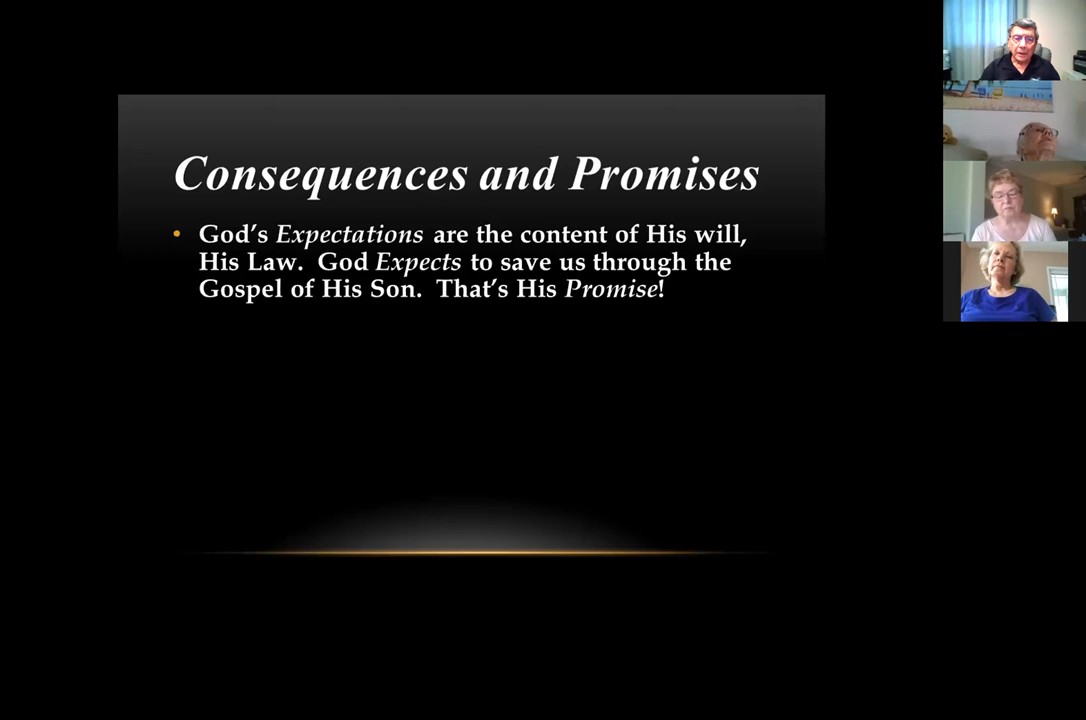 Consequences and Promises
• God's Expectations are the content of His will,
His Law.  God Expects to save us through the
Gospel of His Son.  That's His Promise!